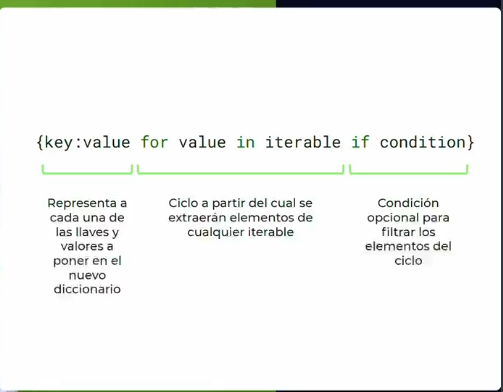 {key:value for value in iterable if condition}
Representa a
cada una de
las llaves y
valores a
poner en el
nuevo
diccionario
Ciclo a partir del cual se
extraerán elementos de
cualquier iterable
Condición
opcional para
filtrar los
elementos del
ciclo